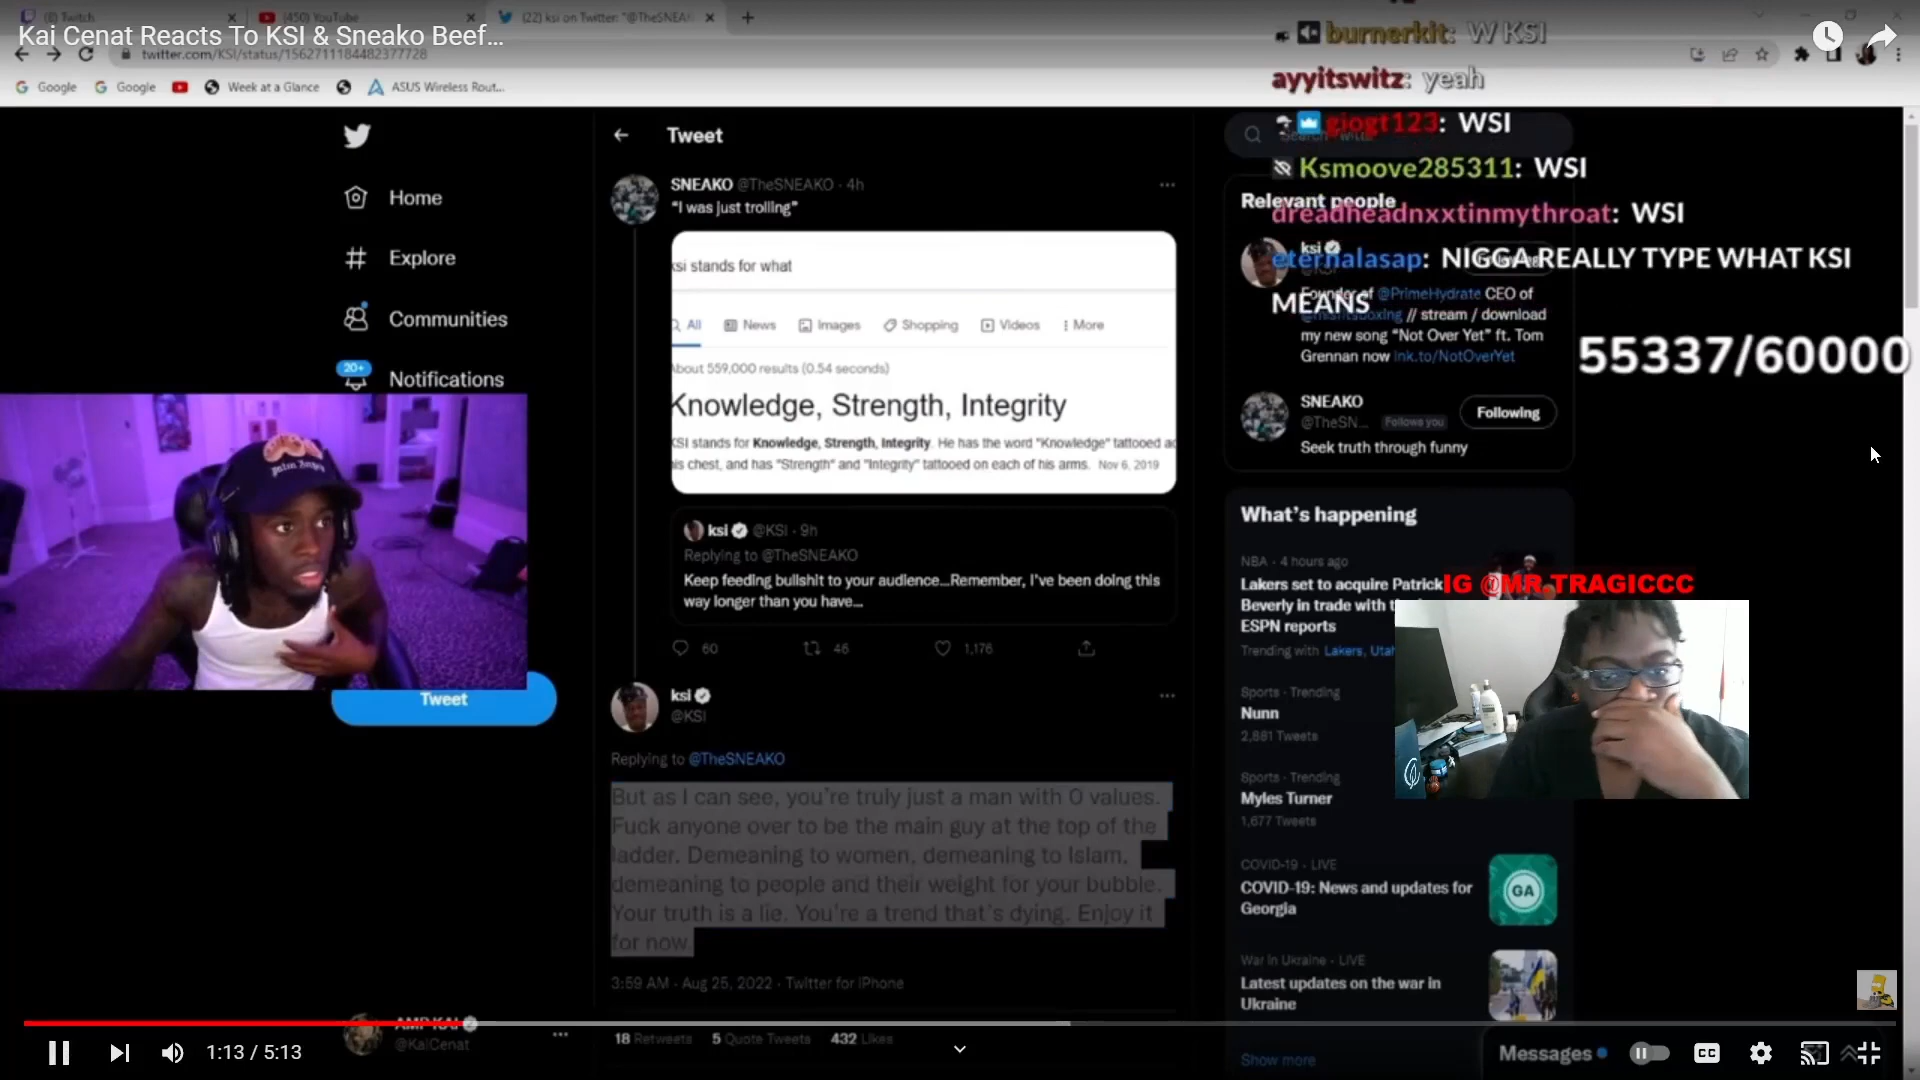 (6) Twitch
(450) YouTube
(22) ksi on Twitter: "@TheSNEA
Kai Cenat Reacts To KSI & Sneako Beef...
twitter.com/KSI/status/1562711184482377728
Google
Google
Week at a Glance
ASUS Wireless Rout...
burnerkit: W KSI
ayyitswitz: yeah
giogt123: WSI
Ksmoove285311: WSI
dreadheadnxxtinmythroat: WSI
eternalasap: NIGGA REALLY TYPE WHAT KSI
MEANS
55337/60000
Home
Explore
Communities
20+
Notifications
Tweet
Tweet
SNEAKO @TheSNEAKO · 4h
"I was just trolling"
ksi stands for what
All
News
Images
Shopping
Videos
More
About 559,000 results (0.54 seconds)
Knowledge, Strength, Integrity
KSI stands for Knowledge, Strength, Integrity. He has the word "Knowledge" tattooed ac
his chest, and has "Strength" and "Integrity" tattooed on each of his arms. Nov 6, 2019
ksi @KSI · 9h
Replying to @TheSNEAKO
Keep feeding bullshit to your audience...Remember, I've been doing this
way longer than you have...
60
46
1,176
ksi
@KSI
Replying to @TheSNEAKO
But as I can see, you're truly just a man with 0 values.
Fuck anyone over to be the main guy at the top of the
ladder. Demeaning to women, demeaning to Islam,
demeaning to people and their weight for your bubble.
Your truth is a lie. You're a trend that's dying. Enjoy it
for now.
3:59 AM · Aug 25, 2022 · Twitter for iPhone
18 Retweets
5 Quote Tweets
432 Likes
Relevant people
ksi
Founder of @PrimeHydrate CEO of
@misfitsboxing // stream / download
my new song "Not Over Yet" ft. Tom
Grennan now lnk.to/NotOverYet
SNEAKO
@TheSN...
Follows you
Following
Seek truth through funny
What's happening
NBA · 4 hours ago
Lakers set to acquire Patrick
Beverly in trade with
ESPN reports
Trending with Lakers, Utah
IG @MR.TRAGICCC
Sports · Trending
Nunn
2,881 Tweets
Sports · Trending
Myles Turner
1,677 Tweets
COVID-19 · LIVE
COVID-19: News and updates for
Georgia
GA
War in Ukraine · LIVE
Latest updates on the war in
Ukraine
Show more
AMP KAI
@KaiCenat
Messages
1:13 / 5:13
CC